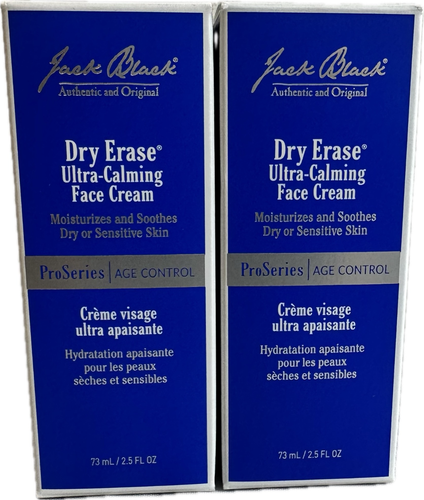 Jack Black®
Authentic and Original
Dry Erase®
Ultra-Calming
Face Cream
Moisturizes and Soothes
Dry or Sensitive Skin
ProSeries | AGE CONTROL
Crème visage
ultra apaisante
Hydratation apaisante
pour les peaux
sèches et sensibles
73 mL / 2.5 FL OZ
Jack Black®
Authentic and Original
Dry Erase®
Ultra-Calming
Face Cream
Moisturizes and Soothes
Dry or Sensitive Skin
ProSeries | AGE CONTROL
Crème visage
ultra apaisante
Hydratation apaisante
pour les peaux
sèches et sensibles
73 mL / 2.5 FL OZ